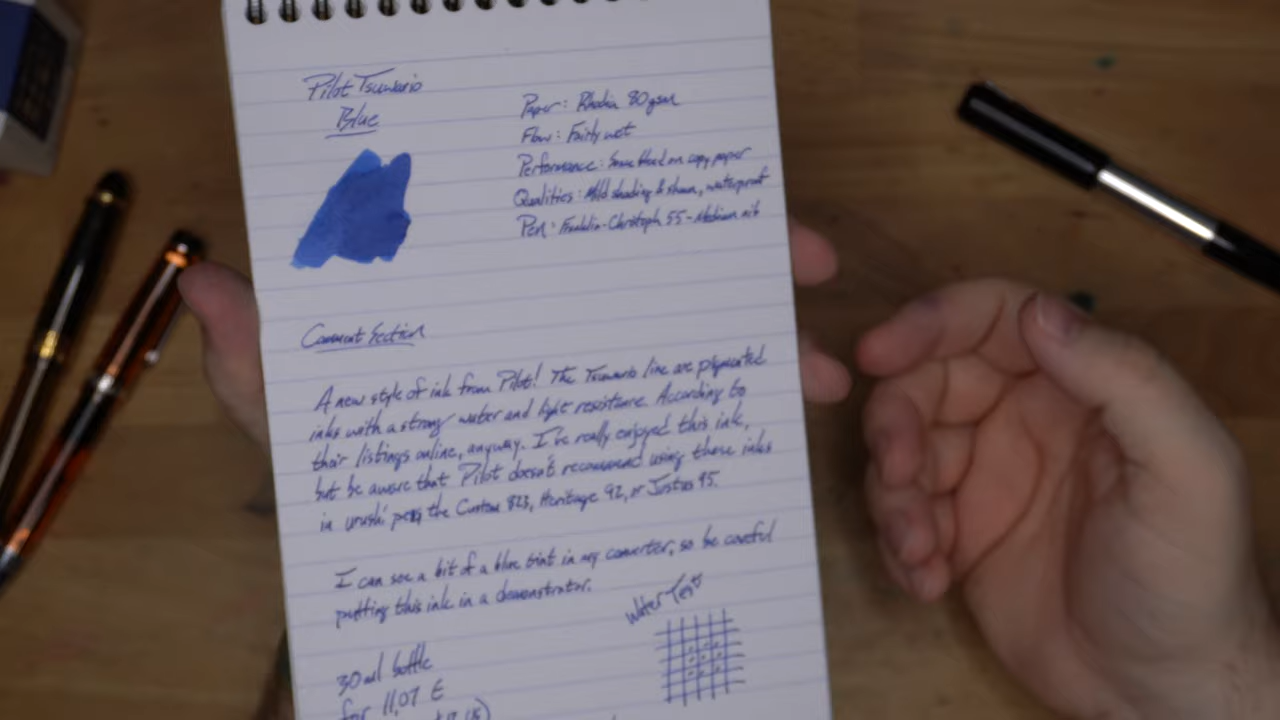 Pilot Tsuwairo
Blue
Paper: Rhodia 80gsm
Flow: Fairly wet
Performance: Some bleed on copy paper
Qualities: Mild shading & sheen, waterproof
Pen: Franklin-Christoph 55 - Medium nib
Comment Section
A new style of ink from Pilot! The Tsuwairo line are pigmented
inks with a strong water and light resistance. According to
their listings online, anyway. I've really enjoyed this ink,
but be aware that Pilot doesn't recommend using these inks
in urushi pens, the Custom 823, Heritage 92, or Justus 95.
I can see a bit of a blue tint in my converter, so be careful
putting this ink in a demonstrator.
Water Test
30ml bottle
for 11,07 €